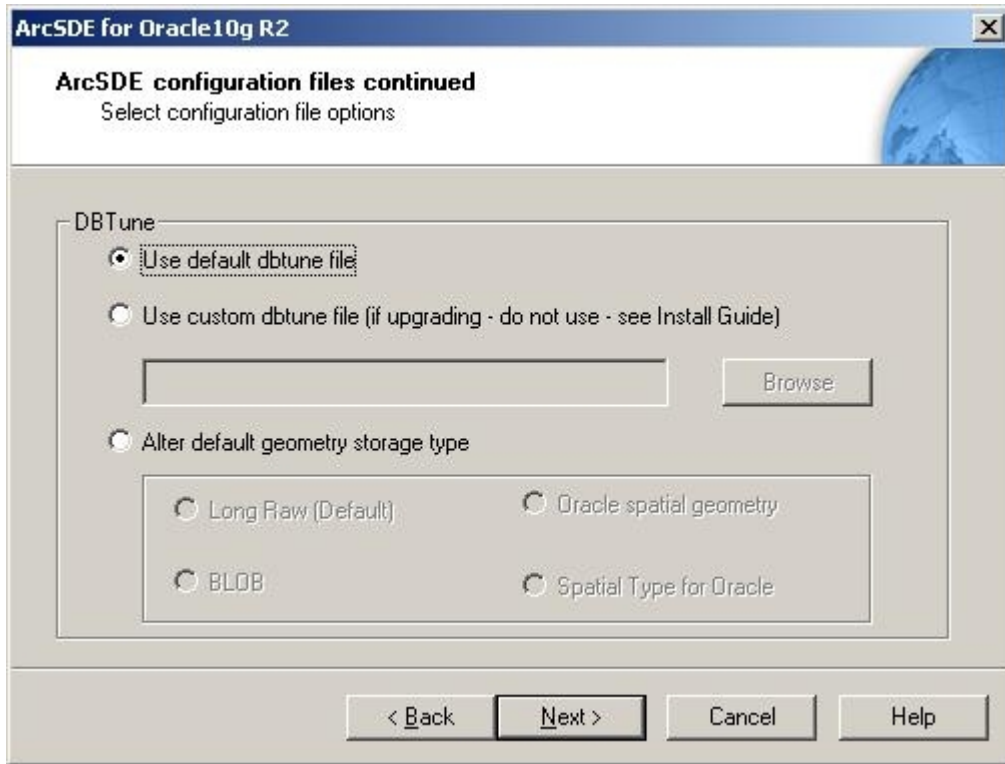 ArcSDE for Oracle10g R2
ArcSDE configuration files continued
Select configuration file options
DBTune
Use default dbtune file
Use custom dbtune file (if upgrading - do not use - see Install Guide)
Browse
Alter default geometry storage type
Long Raw (Default)
Oracle spatial geometry
BLOB
Spatial Type for Oracle
< Back
Next >
Cancel
Help